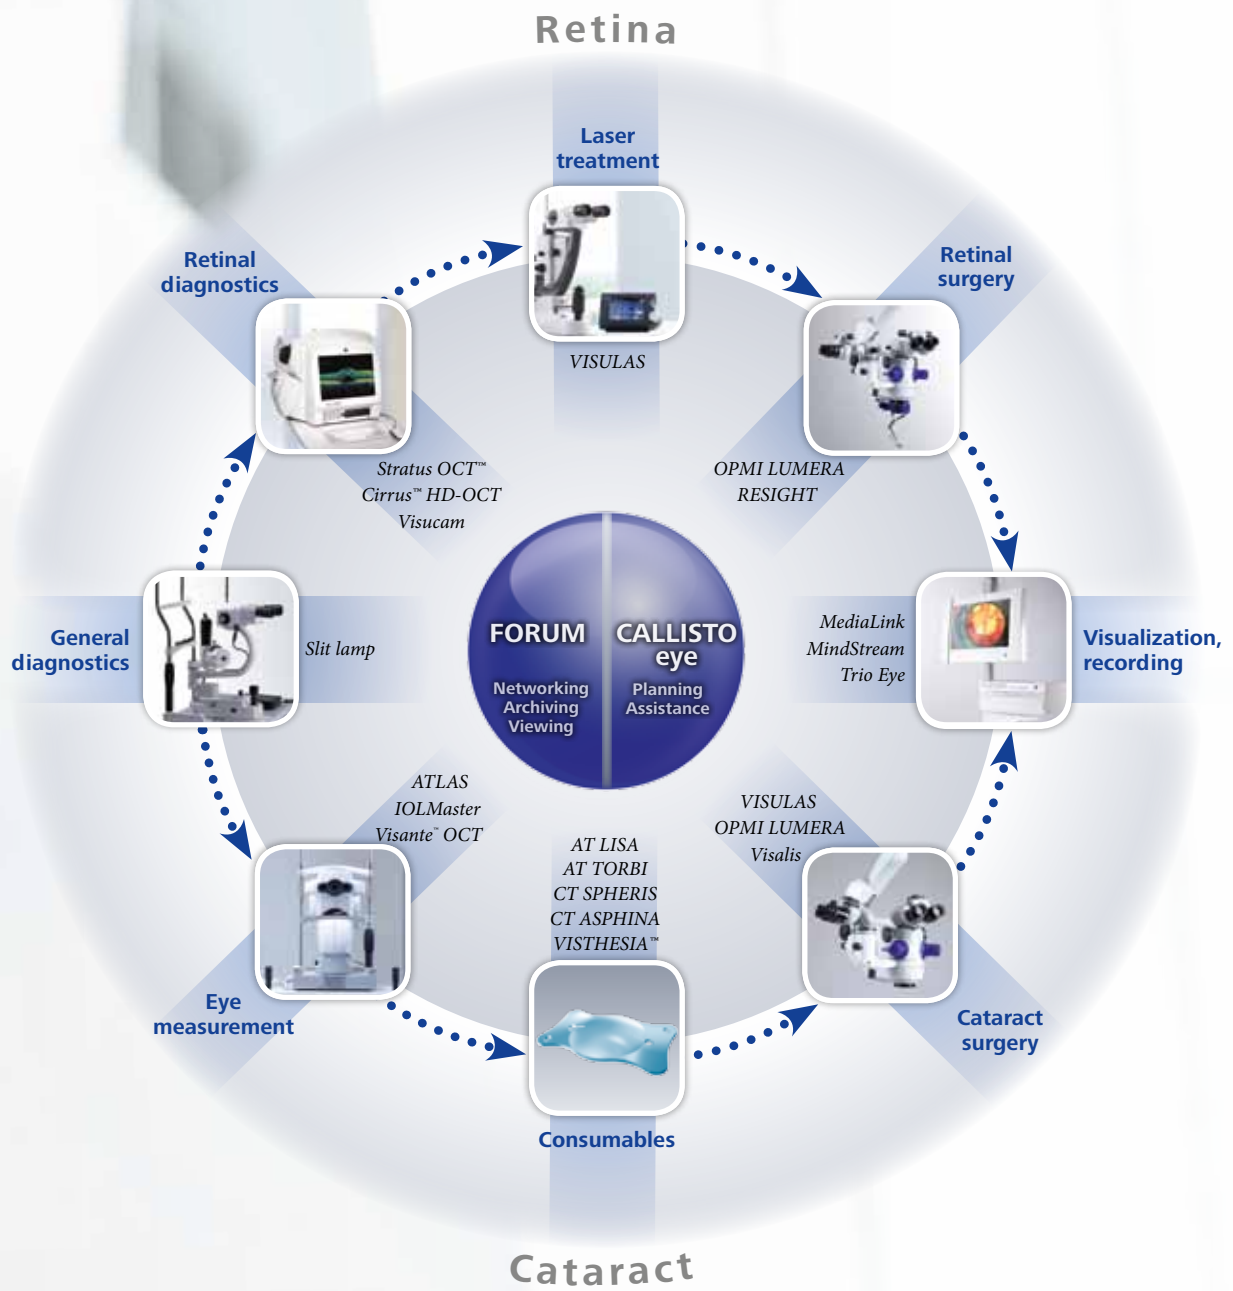 Retina
Laser
treatment
VISULAS
Retinal
diagnostics
Stratus OCT™
Cirrus™ HD-OCT
Visucam
Retinal
surgery
OPMI LUMERA
RESIGHT
General
diagnostics
Slit lamp
FORUM
Networking
Archiving
Viewing
CALLISTO
eye
Planning
Assistance
MediaLink
MindStream
Trio Eye
Visualization,
recording
ATLAS
IOLMaster
Visante™ OCT
Eye
measurement
AT LISA
AT TORBI
CT SPHERIS
CT ASPHINA
VISTHESIA™
Consumables
VISULAS
OPMI LUMERA
Visalis
Cataract
surgery
Cataract